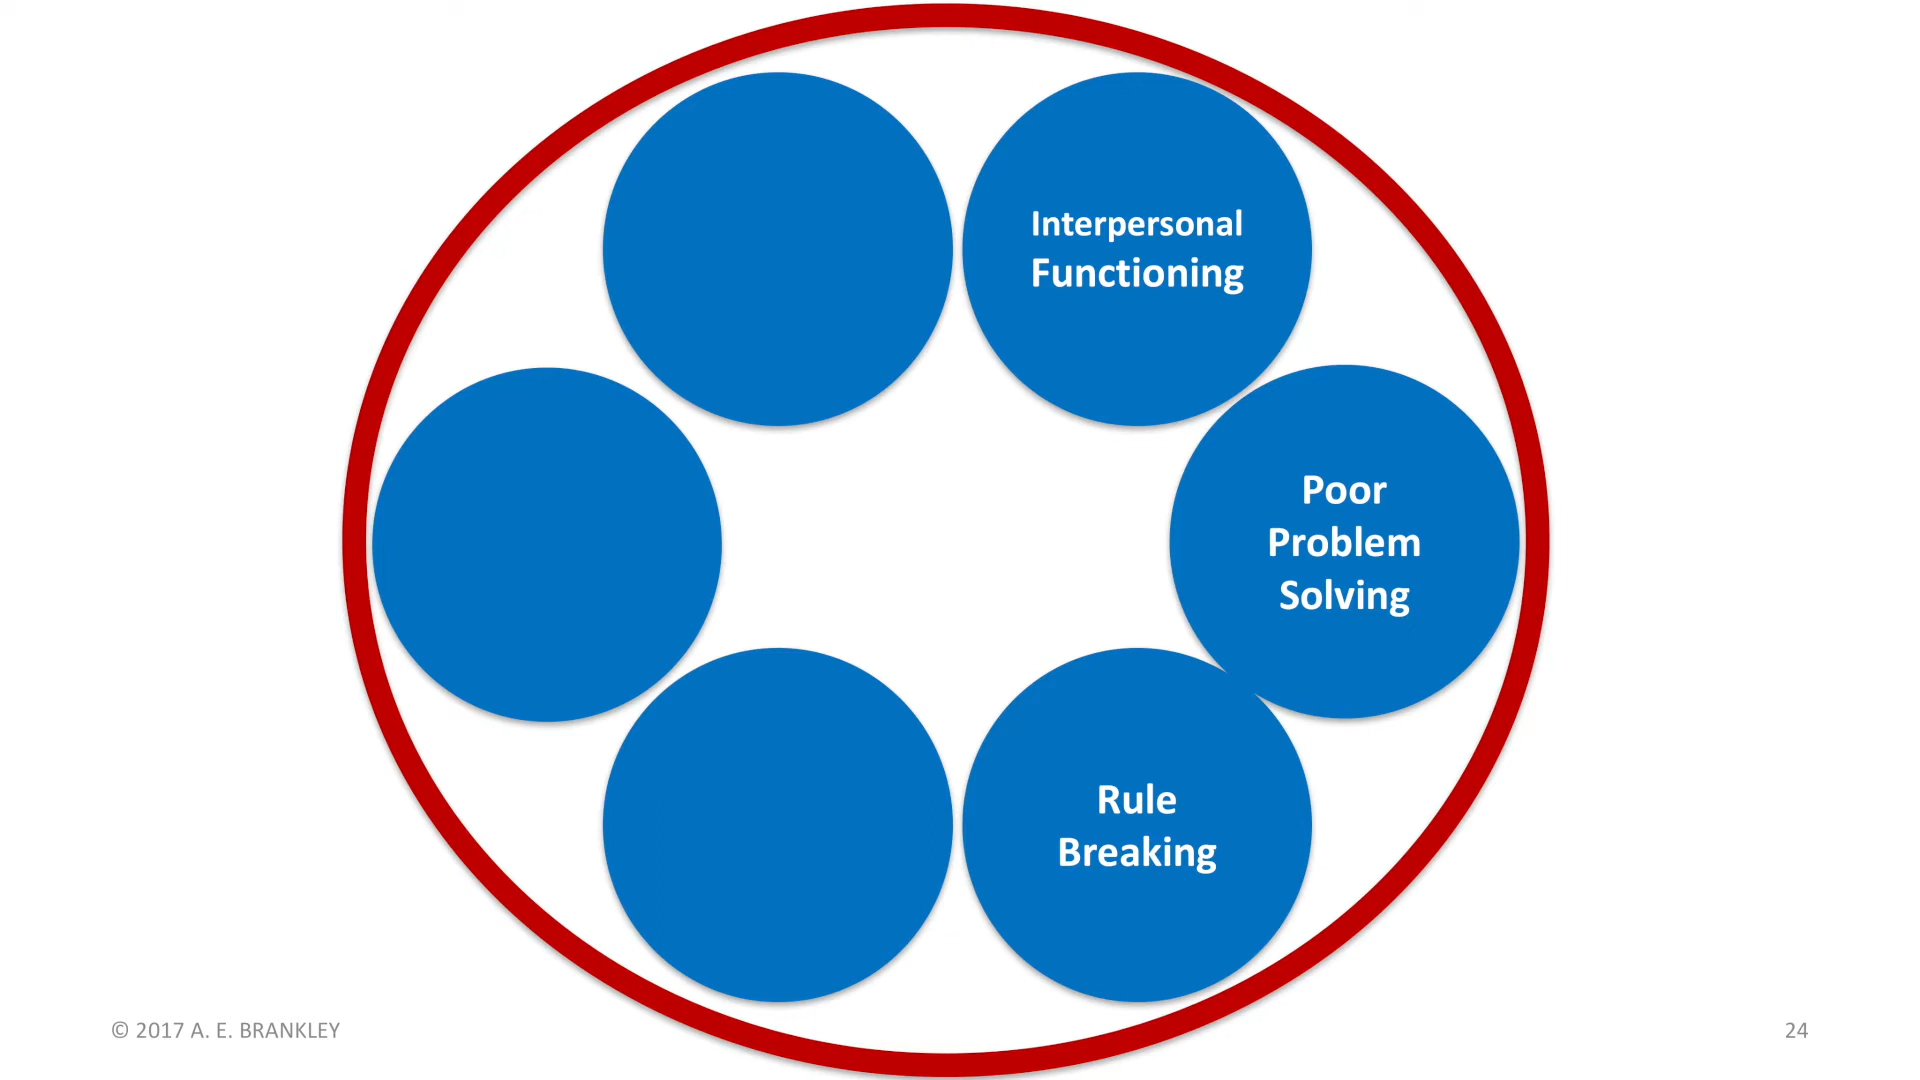 Interpersonal
Functioning
Poor
Problem
Solving
Rule
Breaking
© 2017 A. E. BRANKLEY
24